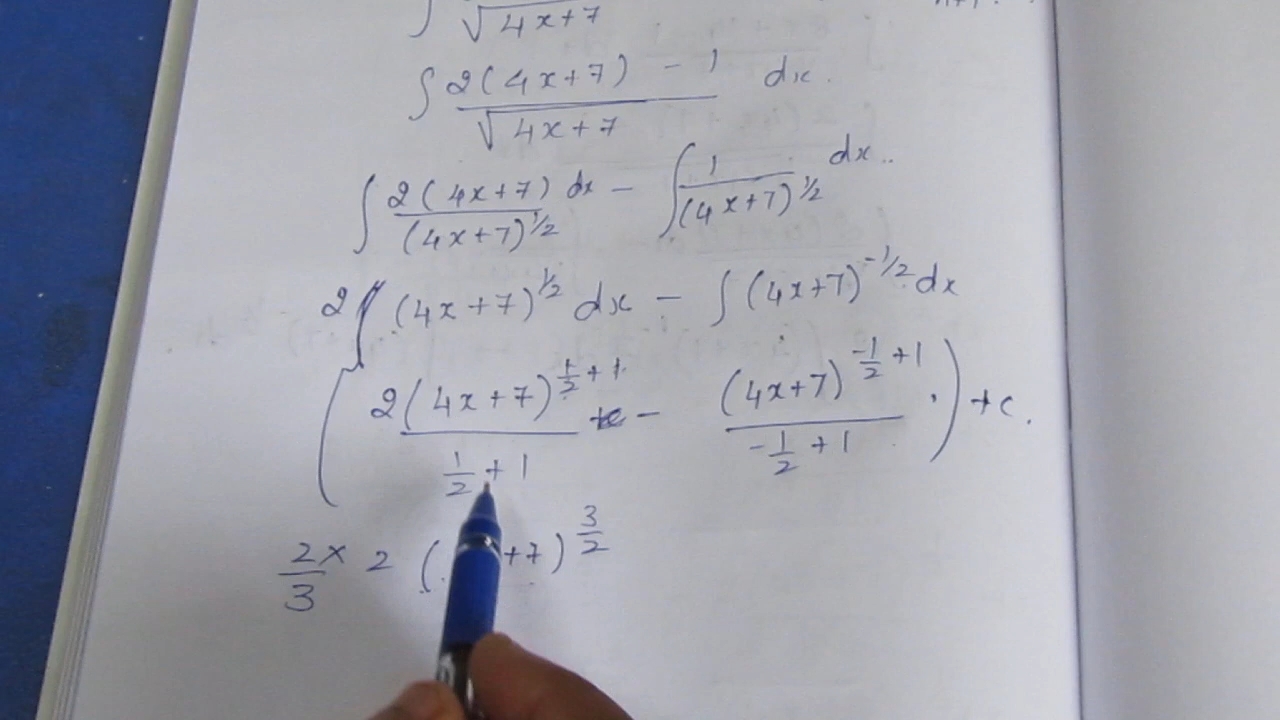 ∫ √4x+7
∫ 2(4x+7) - 1 / √4x+7 dx.
∫ 2(4x+7) / (4x+7)^1/2 dx - ∫ 1 / (4x+7)^1/2 dx..
2∫ (4x+7)^1/2 dx - ∫ (4x+7)^-1/2 dx
( 2(4x+7)^1/2+1 / 1/2+1 - (4x+7)^-1/2+1 / -1/2+1 . ) +c.
2/3 × 2 ( +7)^3/2